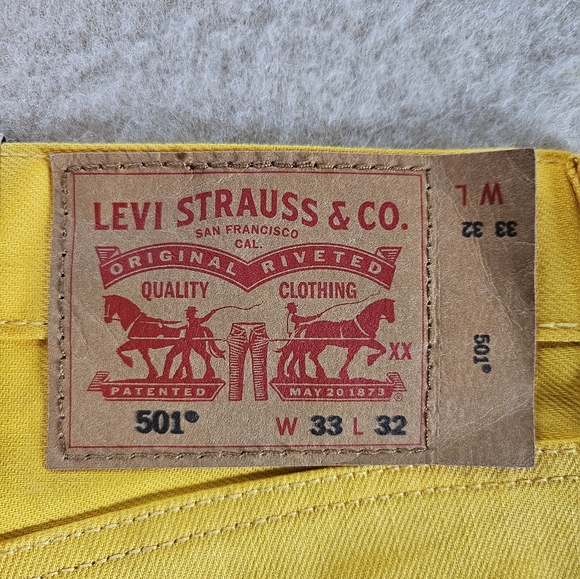 LEVI STRAUSS & CO.
SAN FRANCISCO
CAL.
ORIGINAL RIVETED
QUALITY CLOTHING
XX
PATENTED MAY 20 1873 ®
501® W 33 L 32
W L
33 32
501®